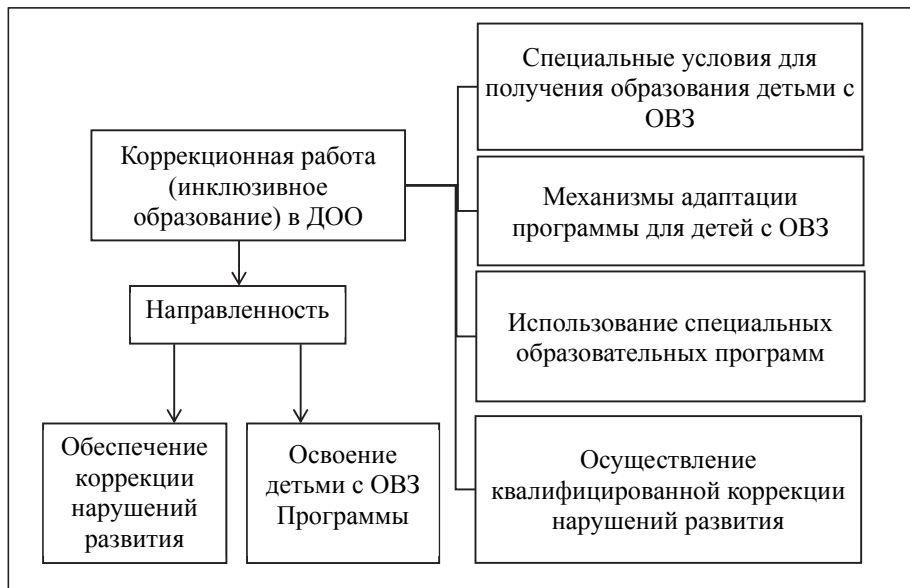 Специальные условия для
получения образования детьми с
ОВЗ
Коррекционная работа
(инклюзивное
образование) в ДОО
Механизмы адаптации
программы для детей с ОВЗ
Направленность
Использование специальных
образовательных программ
Обеспечение
коррекции
нарушений
развития
Освоение
детьми с ОВЗ
Программы
Осуществление
квалифицированной коррекции
нарушения развития